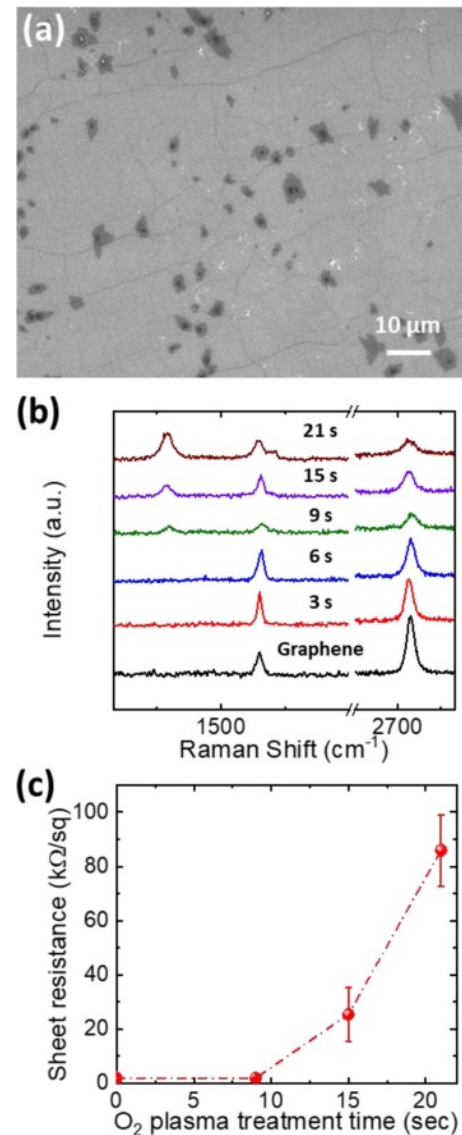 (a)
10 μm
(b)
21 s
15 s
9 s
6 s
3 s
Graphene
Intensity (a.u.)
1500
2700
Raman Shift (cm⁻¹)
(c)
100
80
60
40
20
0
Sheet resistance (kΩ/sq)
0
5
10
15
20
O₂ plasma treatment time (sec)